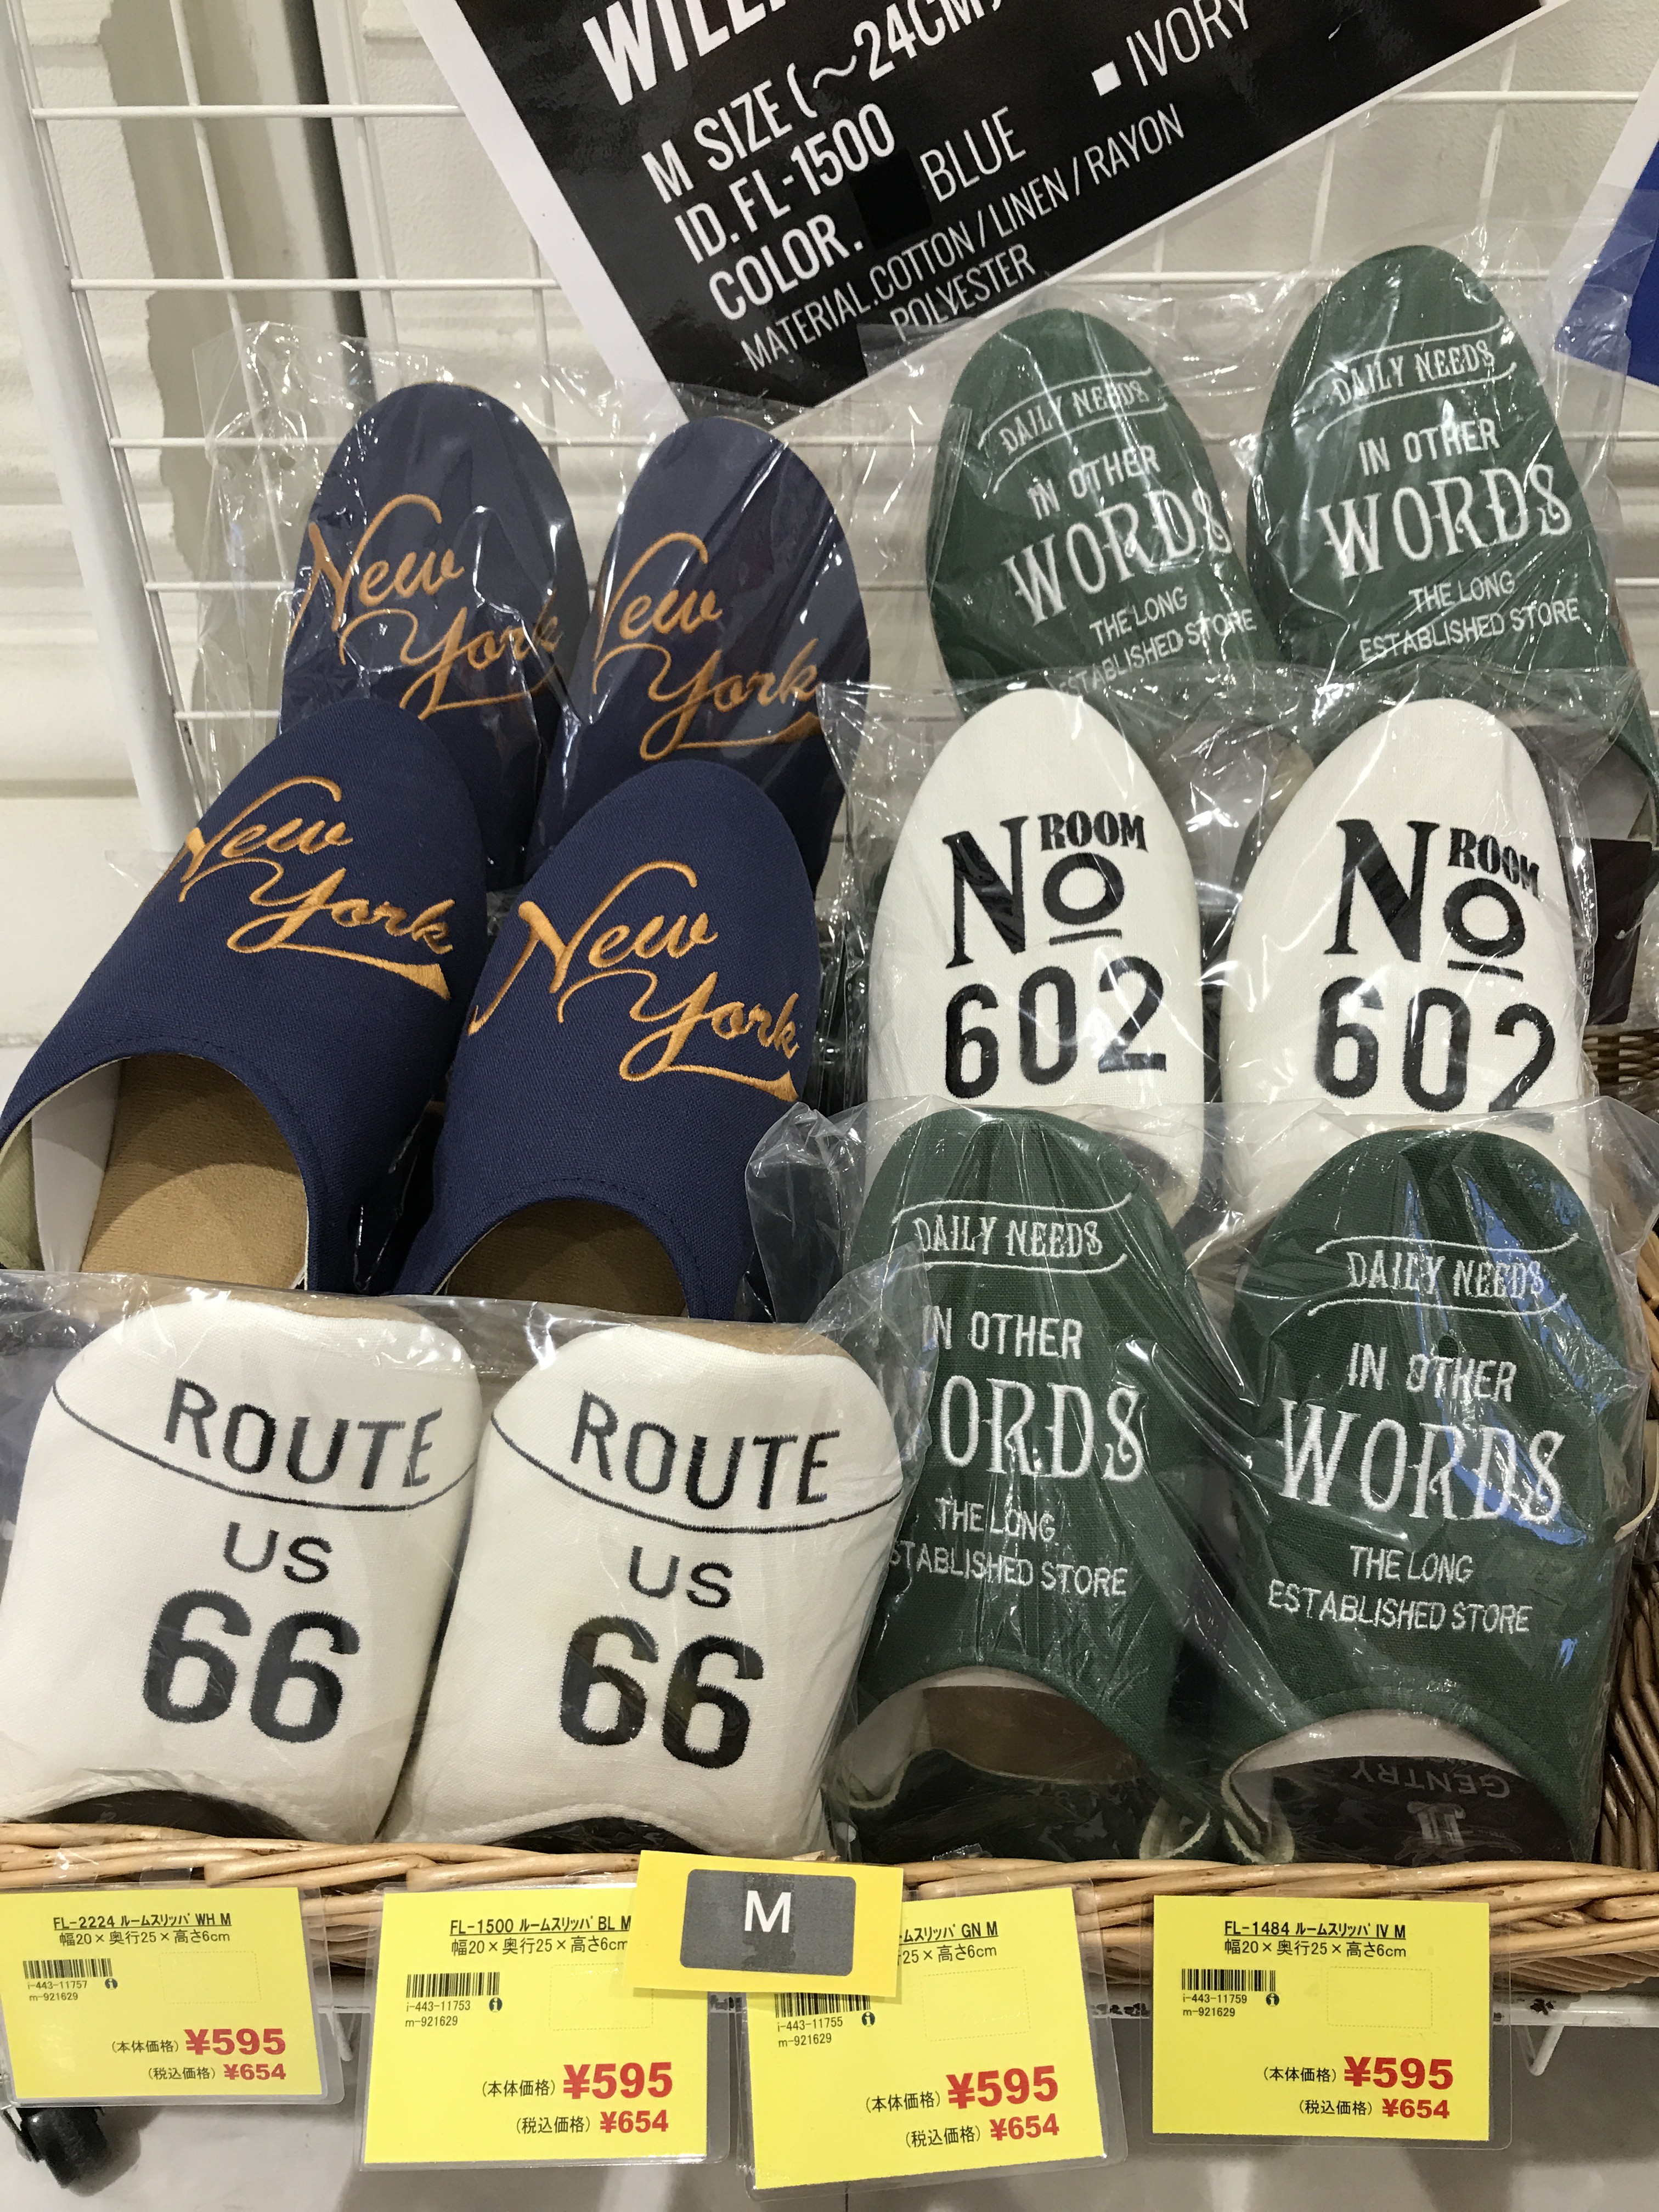 M SIZE (～24CM)
ID. FL-1500
COLOR.
BLUE
■ IVORY
MATERIAL.COTTON / LINEN / RAYON
POLYESTER
New
York
New
York
DAILY NEEDS
IN OTHER
WORDS
THE LONG
ESTABLISHED STORE
DAILY NEEDS
IN OTHER
WORDS
THE LONG
ESTABLISHED STORE
New
York
New
York
ROOM
No
602
ROOM
No
602
ROUTE
US
66
ROUTE
US
66
DAILY NEEDS
IN OTHER
ORDS
THE LONG
STABLISHED STORE
DAILY NEEDS
IN OTHER
WORDS
THE LONG
ESTABLISHED STORE
GENTRY
M
FL-2224 ﾙｰﾑｽﾘｯﾊﾟ WH M
幅20×奥行25×高さ6cm
i-443-11757
m-921629
(本体価格) ¥595
(税込価格) ¥654
FL-1500 ﾙｰﾑｽﾘｯﾊﾟ BL M
幅20×奥行25×高さ6cm
i-443-11753
m-921629
(本体価格) ¥595
(税込価格) ¥654
ｰﾑｽﾘｯﾊﾟ GN M
25×高さ6cm
i-443-11755
m-921629
(本体価格) ¥595
(税込価格) ¥654
FL-1484 ﾙｰﾑｽﾘｯﾊﾟ IV M
幅20×奥行25×高さ6cm
i-443-11759
m-921629
(本体価格) ¥595
(税込価格) ¥654